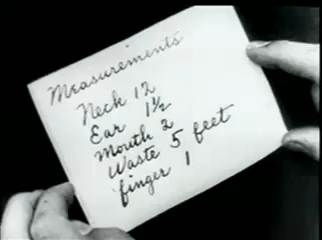 Measurements
Neck 12
Ear 1½
Mouth 2
Waste 5 feet
finger 1